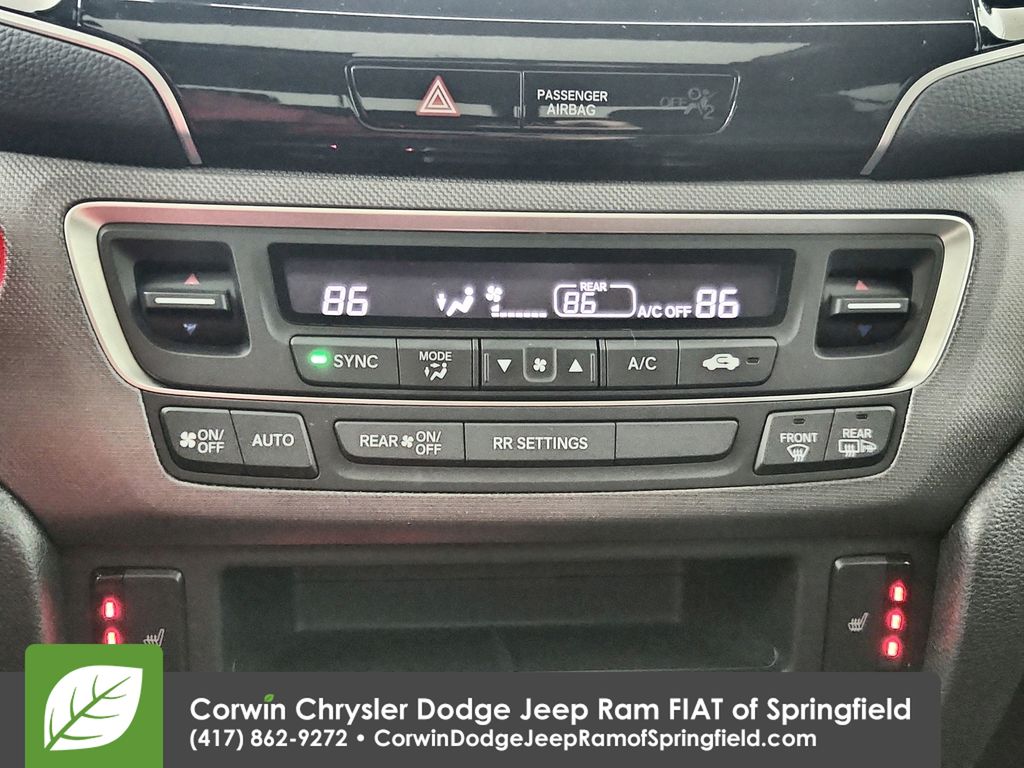 PASSENGER
AIRBAG
OFF
2
86
REAR
86
A/C OFF
86
SYNC
MODE
A/C
ON/
OFF
AUTO
REAR ON/
OFF
RR SETTINGS
FRONT
REAR
Corwin Chrysler Dodge Jeep Ram FIAT of Springfield
(417) 862-9272 • CorwinDodgeJeepRamofSpringfield.com